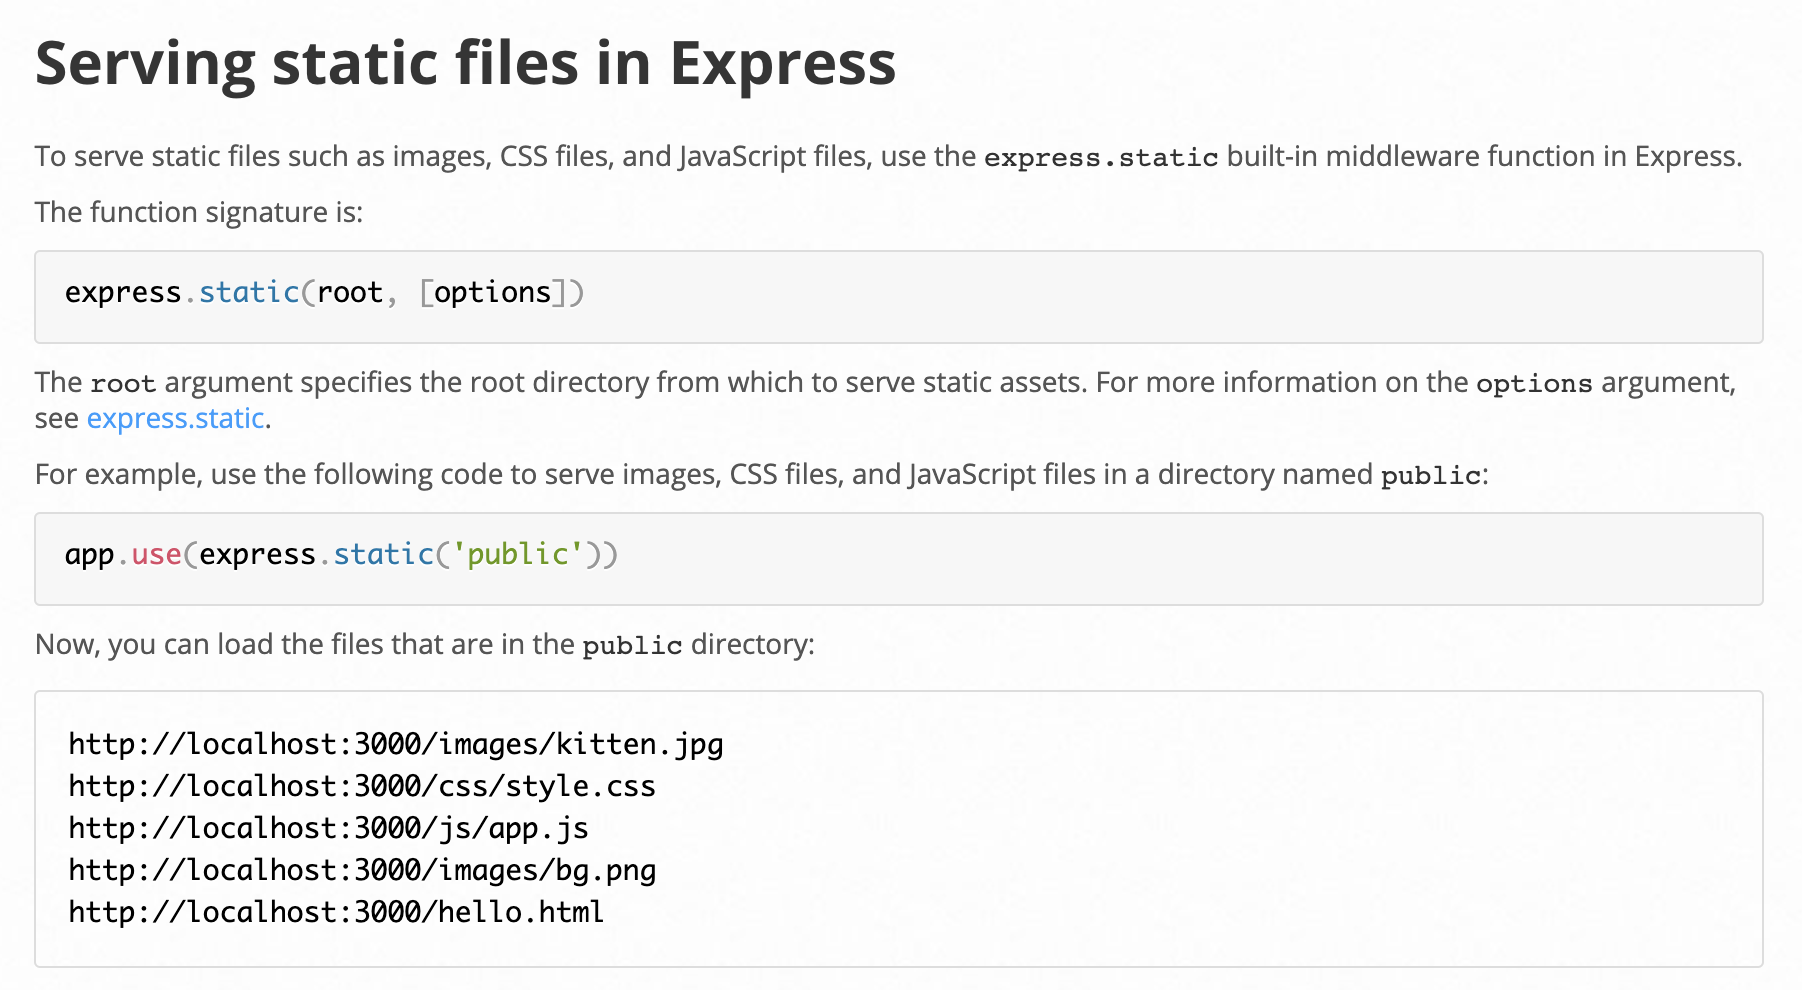 Serving static files in Express
To serve static files such as images, CSS files, and JavaScript files, use the express.static built-in middleware function in Express.
The function signature is:
express.static(root, [options])
The root argument specifies the root directory from which to serve static assets. For more information on the options argument,
see express.static.
For example, use the following code to serve images, CSS files, and JavaScript files in a directory named public:
app.use(express.static('public'))
Now, you can load the files that are in the public directory:
http://localhost:3000/images/kitten.jpg
http://localhost:3000/css/style.css
http://localhost:3000/js/app.js
http://localhost:3000/images/bg.png
http://localhost:3000/hello.html